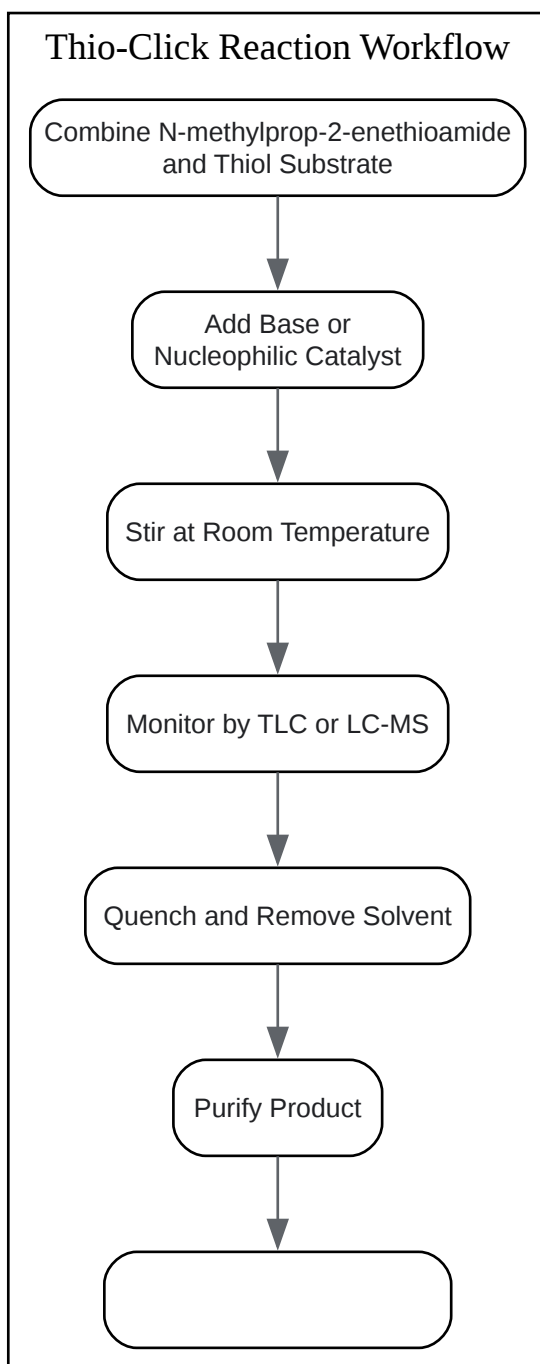 Thio-Click Reaction Workflow
Combine N-methylprop-2-enethioamide
and Thiol Substrate
Add Base or
Nucleophilic Catalyst
Stir at Room Temperature
Monitor by TLC or LC-MS
Quench and Remove Solvent
Purify Product